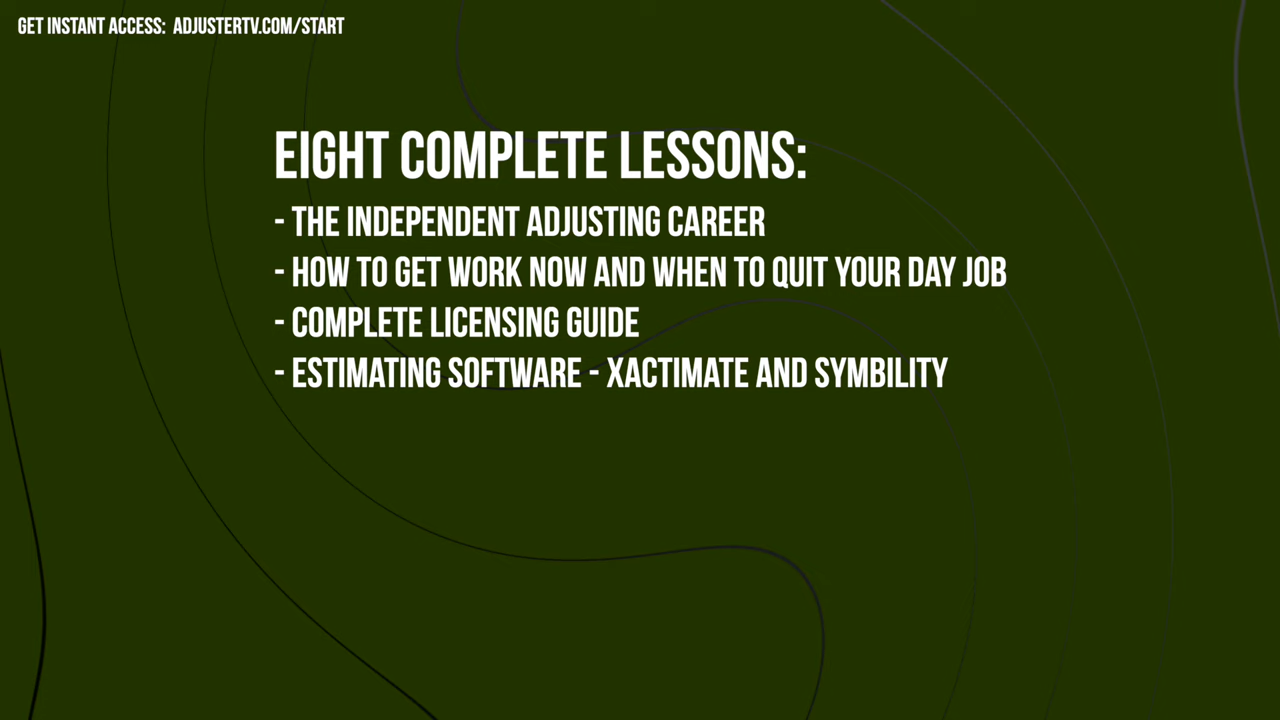 GET INSTANT ACCESS: ADJUSTERTV.COM/START
EIGHT COMPLETE LESSONS:
- THE INDEPENDENT ADJUSTING CAREER
- HOW TO GET WORK NOW AND WHEN TO QUIT YOUR DAY JOB
- COMPLETE LICENSING GUIDE
- ESTIMATING SOFTWARE - XACTIMATE AND SYMBILITY